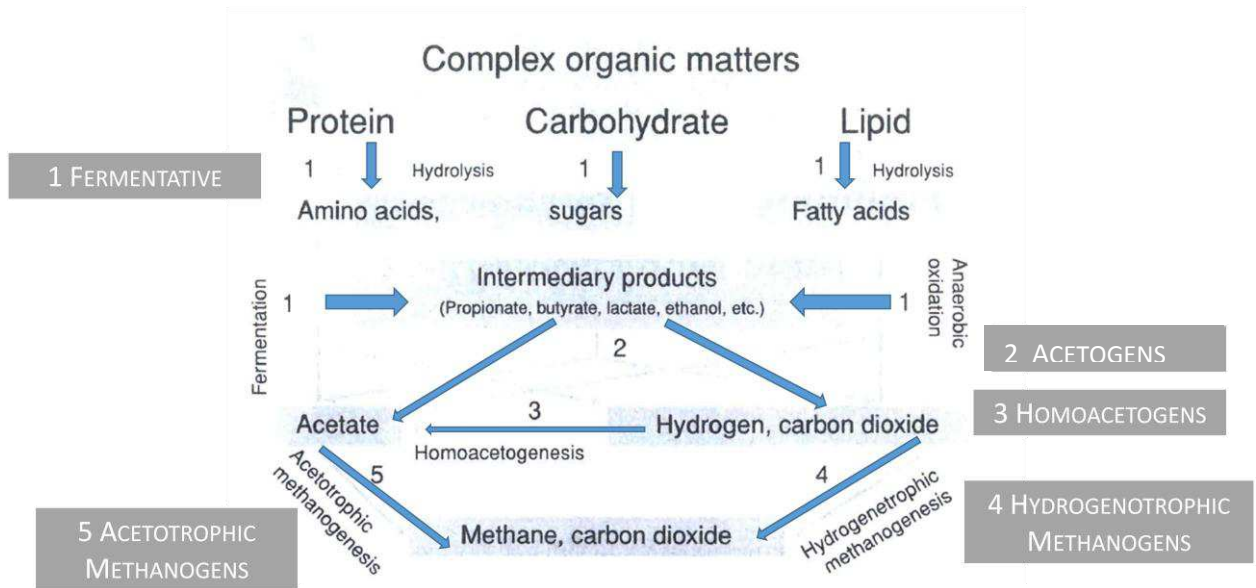 Complex organic matters
Protein Carbohydrate Lipid
1 FERMENTATIVE
1 Hydrolysis 1 1 Hydrolysis
Amino acids, sugars Fatty acids
Intermediary products
(Propionate, butyrate, lactate, ethanol, etc.)
Fermentation
1
1
Anaerobic
oxidation
2
2 ACETOGENS
3 HOMOACETOGENS
Acetate 3 Hydrogen, carbon dioxide
Homoacetogenesis
Acetotrophic
methanogenesis
5
4
Hydrogenetrophic
methanogenesis
Methane, carbon dioxide
5 ACETOTROPHIC
METHANOGENS
4 HYDROGENOTROPHIC
METHANOGENS